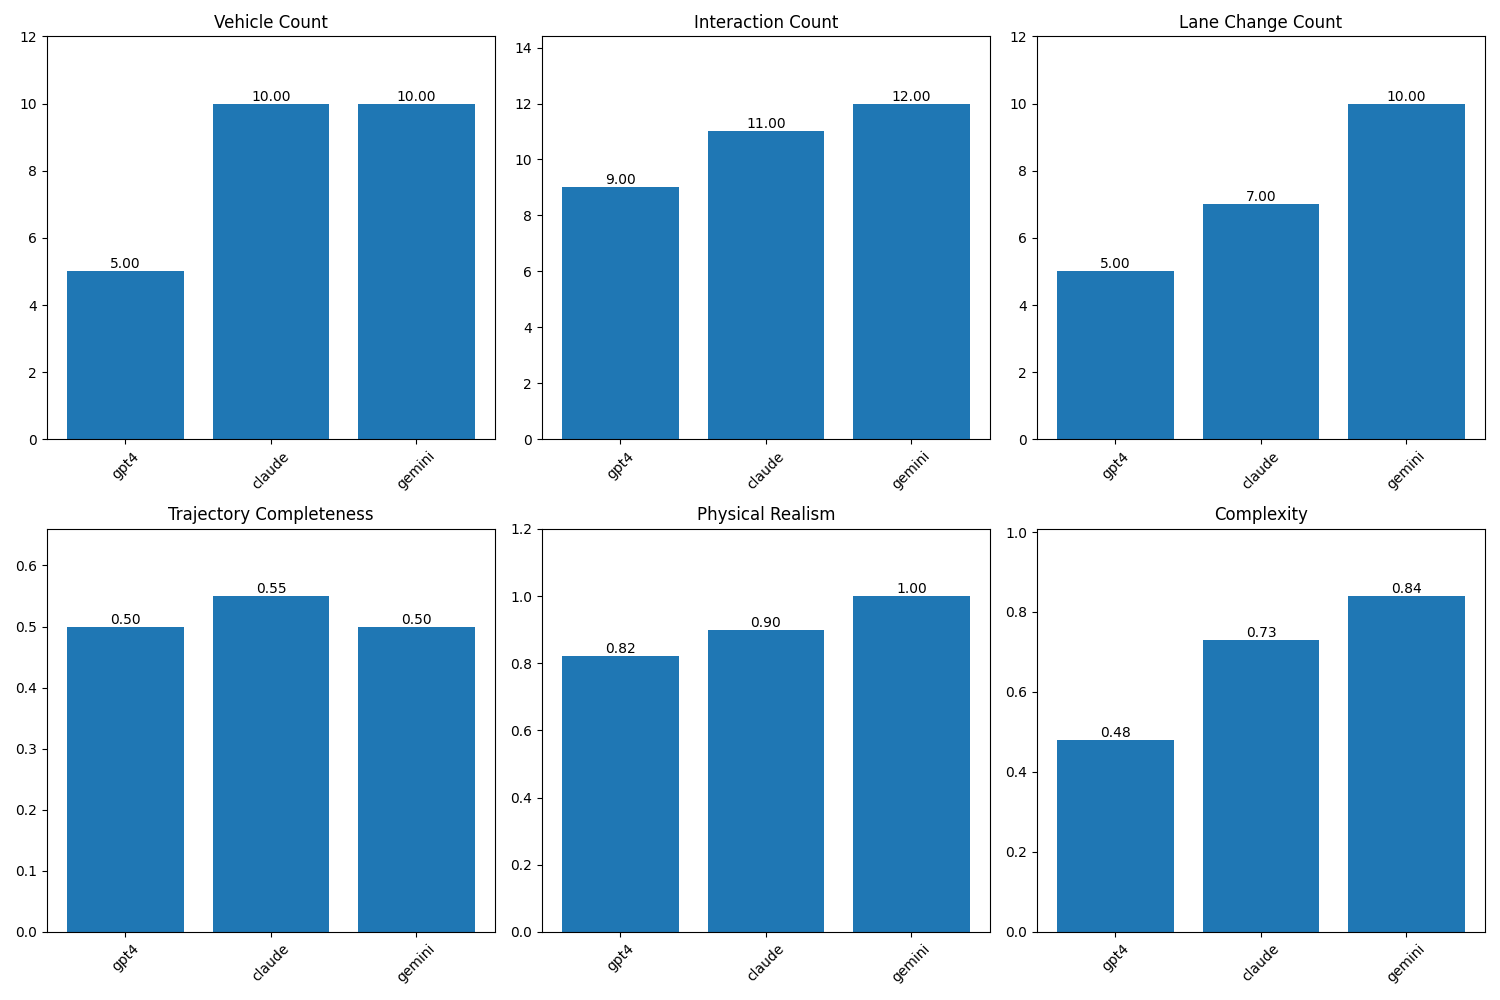 Vehicle Count
12
10
8
6
4
2
0
5.00
10.00
10.00
gpt4
claude
gemini
Interaction Count
14
12
10
8
6
4
2
0
9.00
11.00
12.00
gpt4
claude
gemini
Lane Change Count
12
10
8
6
4
2
0
5.00
7.00
10.00
gpt4
claude
gemini
Trajectory Completeness
0.6
0.5
0.4
0.3
0.2
0.1
0.0
0.50
0.55
0.50
gpt4
claude
gemini
Physical Realism
1.2
1.0
0.8
0.6
0.4
0.2
0.0
0.82
0.90
1.00
gpt4
claude
gemini
Complexity
1.0
0.8
0.6
0.4
0.2
0.0
0.48
0.73
0.84
gpt4
claude
gemini